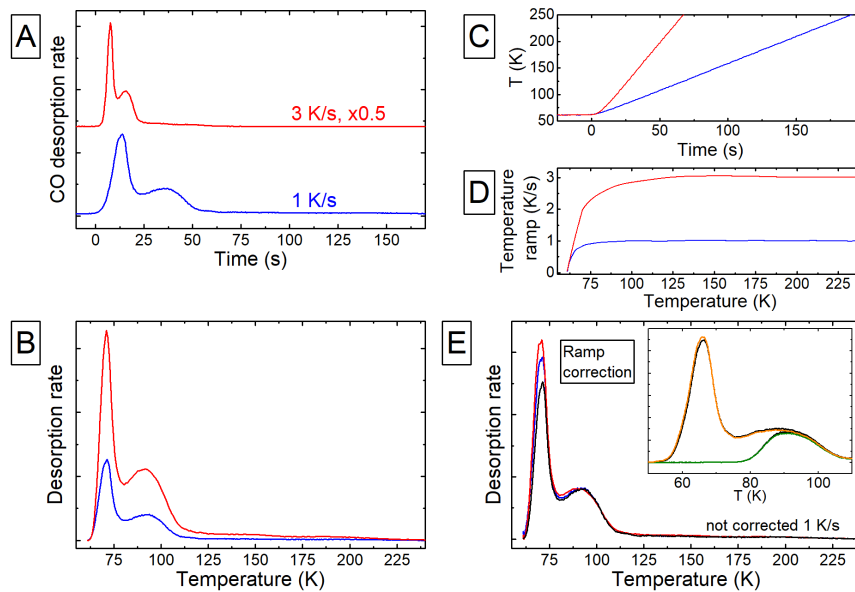 A
CO desorption rate
3 K/s, x0.5
1 K/s
0 25 50 75 100 125 150
Time (s)
C
T (K)
250
200
150
100
50
0 50 100 150
Time (s)
D
Temperature
ramp (K/s)
3
2
1
0
75 100 125 150 175 200 225
Temperature (K)
B
Desorption rate
75 100 125 150 175 200 225
Temperature (K)
E
Desorption rate
Ramp
correction
60 80 100
T (K)
not corrected 1 K/s
75 100 125 150 175 200 225
Temperature (K)